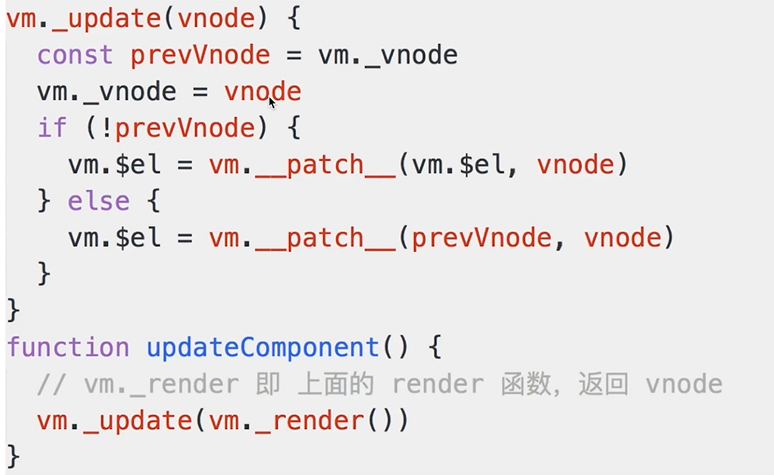 vm._update(vnode) {
  const prevVnode = vm._vnode
  vm._vnode = vnode
  if (!prevVnode) {
    vm.$el = vm.__patch__(vm.$el, vnode)
  } else {
    vm.$el = vm.__patch__(prevVnode, vnode)
  }
}
function updateComponent() {
  // vm._render 即 上面的 render 函数，返回 vnode
  vm._update(vm._render())
}